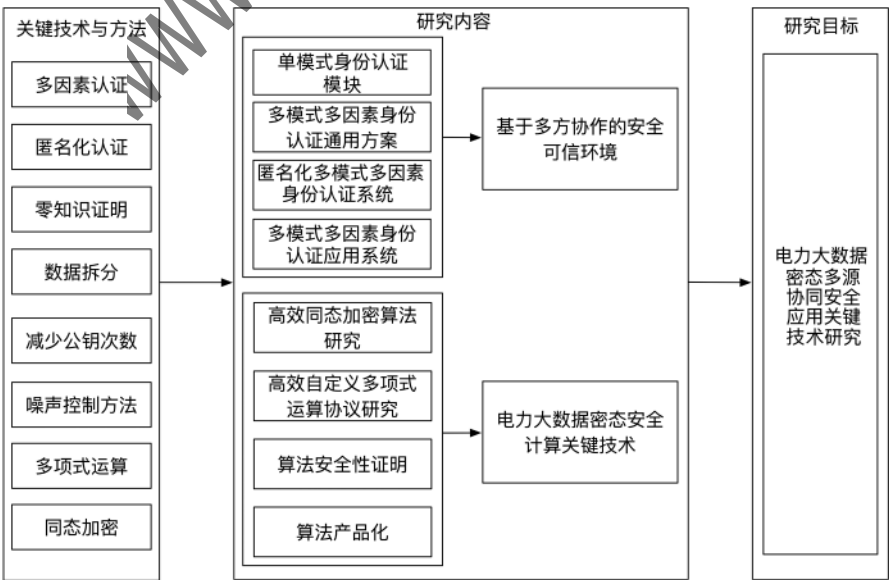 关键技术与方法
多因素认证
匿名化认证
零知识证明
数据拆分
减少公钥次数
噪声控制方法
多项式运算
同态加密
研究内容
单模式身份认证
模块
多模式多因素身份
认证通用方案
匿名化多模式多因素
身份认证系统
多模式多因素身份
认证应用系统
基于多方协作的安全
可信环境
高效同态加密算法
研究
高效自定义多项式
运算协议研究
算法安全性证明
算法产品化
电力大数据密态安全
计算关键技术
研究目标
电力大数据
密态多源
协同安全
应用关键
技术研究
WWW